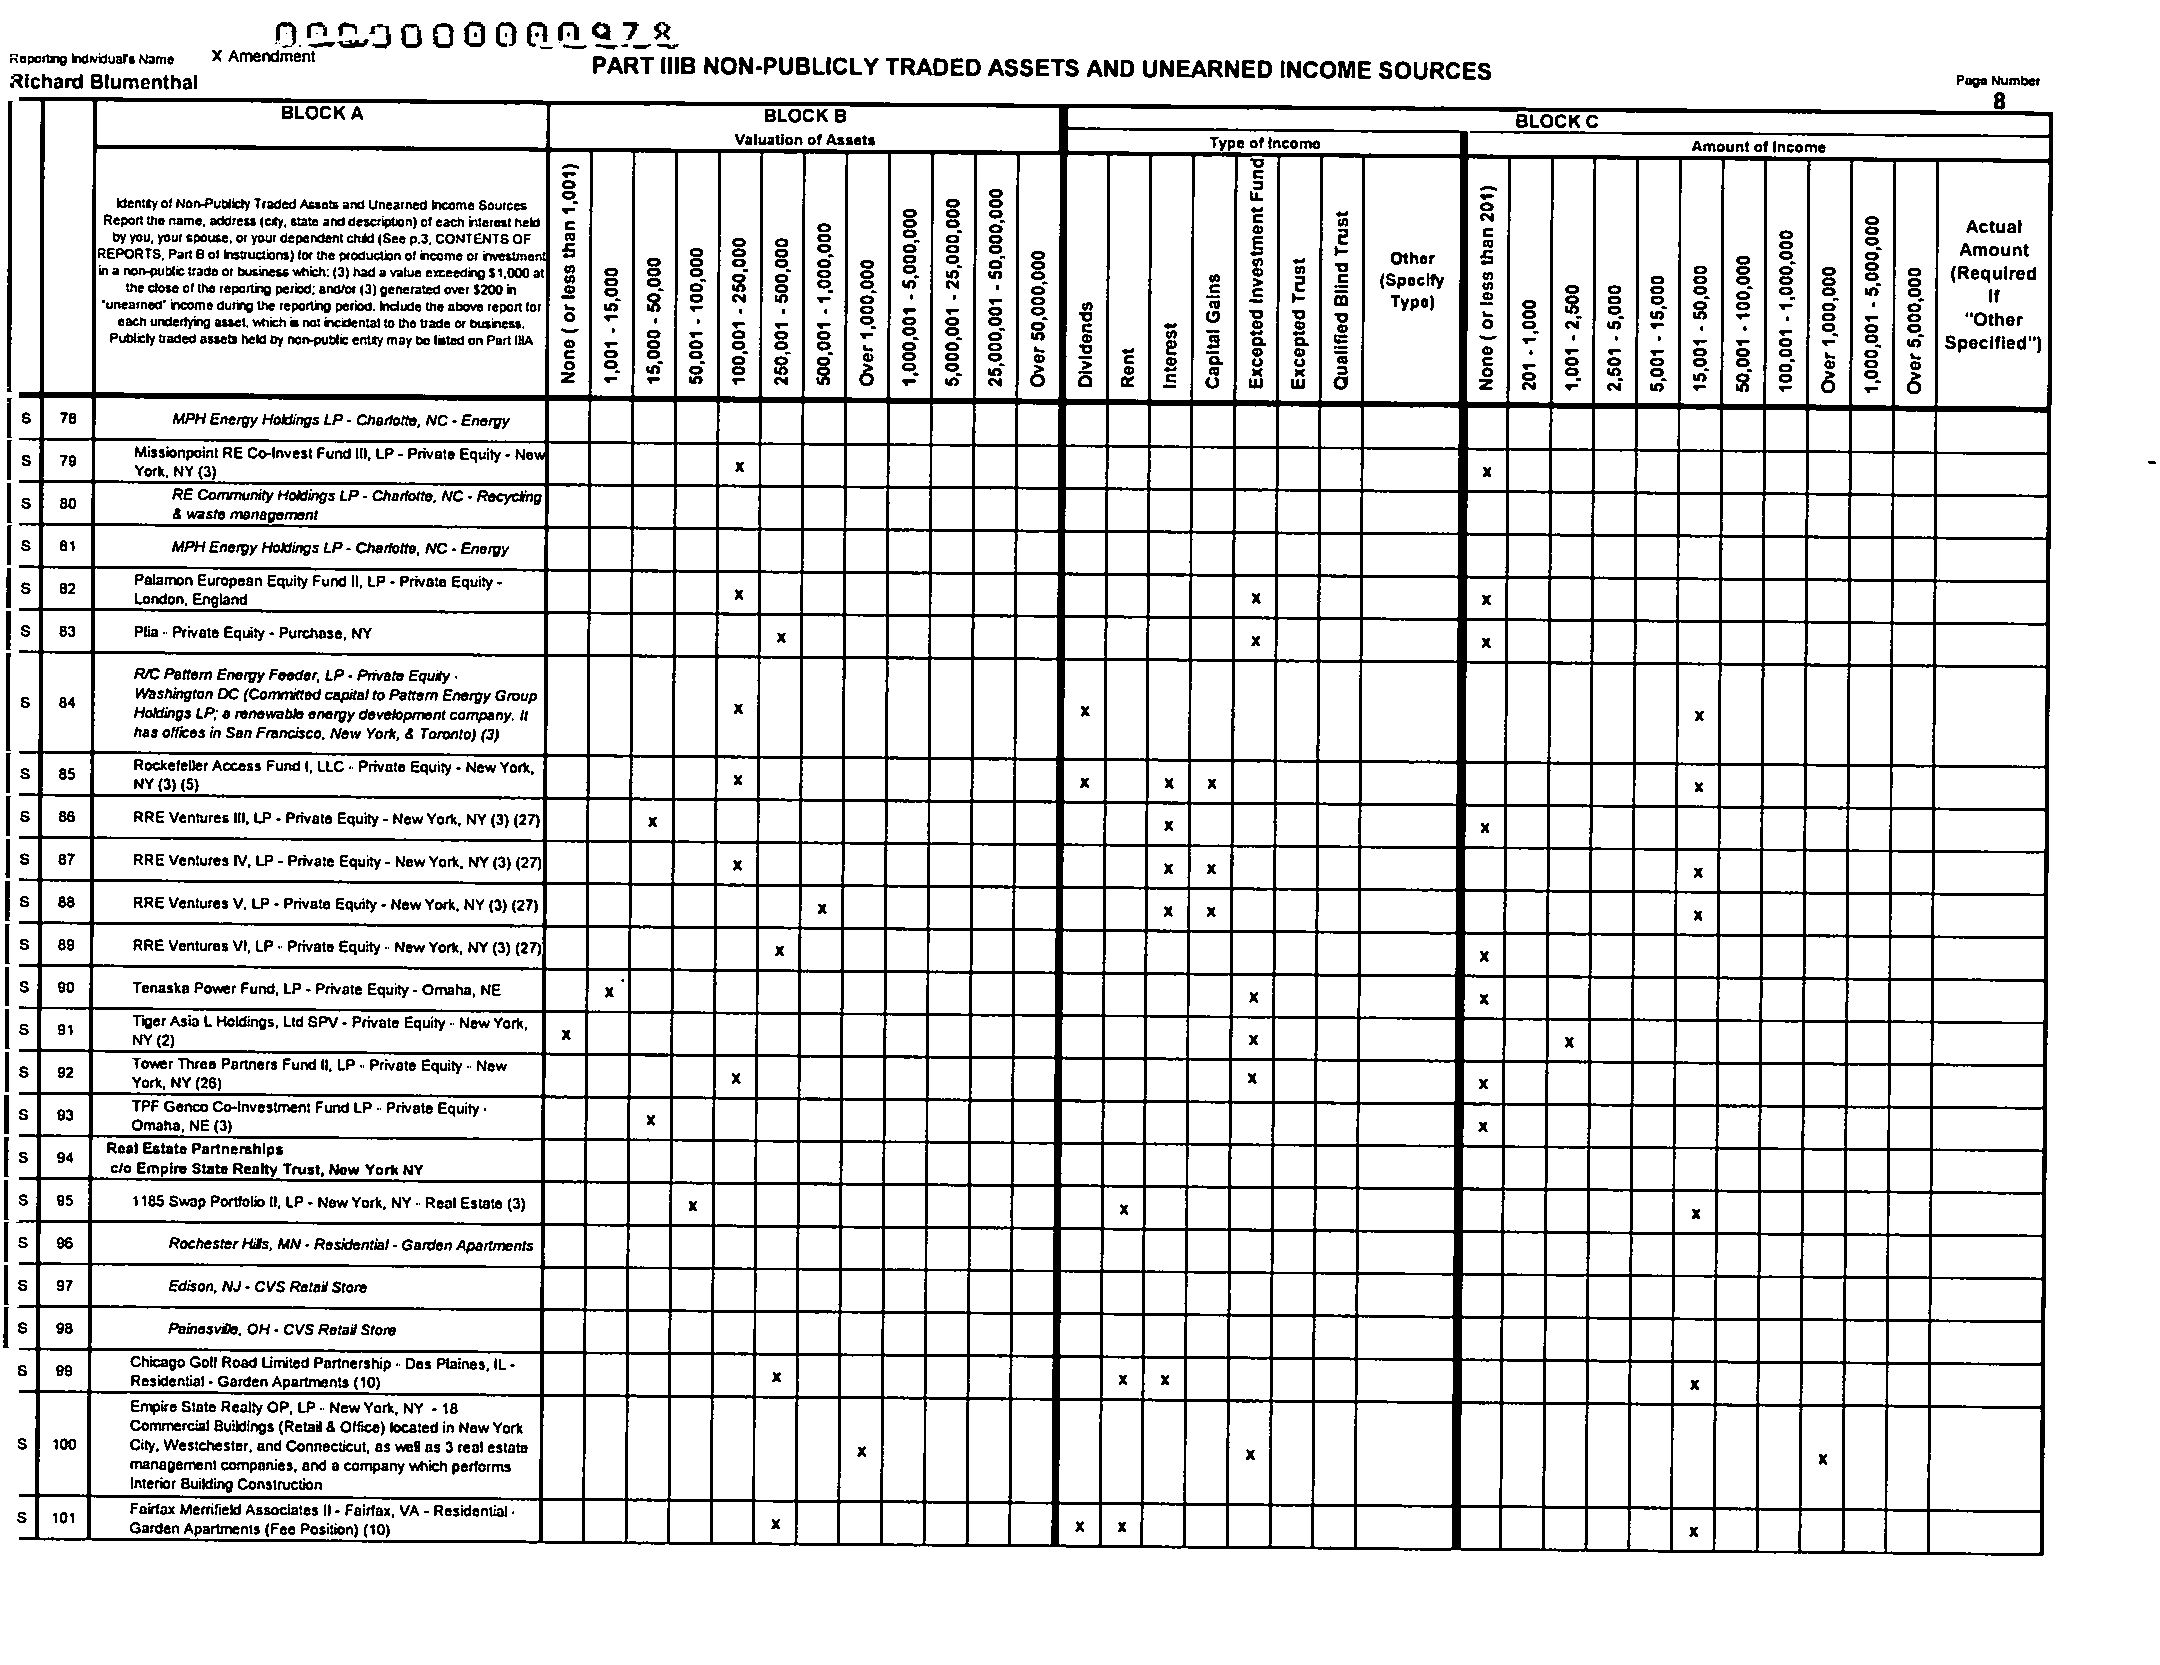 000000000978
Reporting Individual's Name X Amendment
Richard Blumenthal
PART IIIB NON-PUBLICLY TRADED ASSETS AND UNEARNED INCOME SOURCES
Page Number
8
BLOCK A
BLOCK B
Valuation of Assets
BLOCK C
Type of Income
Amount of Income
Identity of Non-Publicly Traded Assets and Unearned Income Sources
Report the name, address (city, state and description) of each interest held
by you, your spouse, or your dependent child (See p.3, CONTENTS OF
REPORTS, Part B of Instructions) for the production of income or investment
in a non-public trade or business which: (3) had a value exceeding $1,000 at
the close of the reporting period; and/or (3) generated over $200 in
"unearned" income during the reporting period. Include the above report for
each underlying asset, which is not incidental to the trade or business.
Publicly traded assets held by non-public entity may be listed on Part IIIA
None ( or less than 1,001)
1,001 - 15,000
15,000 - 50,000
50,001 - 100,000
100,001 - 250,000
250,001 - 500,000
500,001 - 1,000,000
Over 1,000,000
1,000,001 - 5,000,000
5,000,001 - 25,000,000
25,000,001 - 50,000,000
Over 50,000,000
Dividends
Rent
Interest
Capital Gains
Excepted Investment Fund
Excepted Trust
Qualified Blind Trust
Other
(Specify
Type)
None ( or less than 201)
201 - 1,000
1,001 - 2,500
2,501 - 5,000
5,001 - 15,000
15,001 - 50,000
50,001 - 100,000
100,001 - 1,000,000
Over 1,000,000
1,000,001 - 5,000,000
Over 5,000,000
Actual
Amount
(Required
If
"Other
Specified")
S 78 MPH Energy Holdings LP - Charlotte, NC - Energy
S 79 Missionpoint RE Co-Invest Fund III, LP - Private Equity - New
York, NY (3) x x
S 80 RE Community Holdings LP - Charlotte, NC - Recycling
& waste management
S 81 MPH Energy Holdings LP - Charlotte, NC - Energy
S 82 Palamon European Equity Fund II, LP - Private Equity -
London, England x x x
S 83 Plia - Private Equity - Purchase, NY x x x
S 84 R/C Pattern Energy Feeder, LP - Private Equity -
Washington DC (Committed capital to Pattern Energy Group
Holdings LP; a renewable energy development company. It
has offices in San Francisco, New York, & Toronto) (3) x x x
S 85 Rockefeller Access Fund I, LLC - Private Equity - New York,
NY (3) (5) x x x x x
S 86 RRE Ventures III, LP - Private Equity - New York, NY (3) (27) x x x
S 87 RRE Ventures IV, LP - Private Equity - New York, NY (3) (27) x x x x
S 88 RRE Ventures V, LP - Private Equity - New York, NY (3) (27) x x x x
S 89 RRE Ventures VI, LP - Private Equity - New York, NY (3) (27) x x
S 90 Tenaska Power Fund, LP - Private Equity - Omaha, NE x x x
S 91 Tiger Asia L Holdings, Ltd SPV - Private Equity - New York,
NY (2) x x x
S 92 Tower Three Partners Fund II, LP - Private Equity - New
York, NY (26) x x x
S 93 TPF Genco Co-Investment Fund LP - Private Equity -
Omaha, NE (3) x x
S 94 Real Estate Partnerships
c/o Empire State Realty Trust, New York NY
S 95 1185 Swap Portfolio II, LP - New York, NY - Real Estate (3) x x x
S 96 Rochester Hills, MN - Residential - Garden Apartments
S 97 Edison, NJ - CVS Retail Store
S 98 Painesville, OH - CVS Retail Store
S 99 Chicago Golf Road Limited Partnership - Des Plaines, IL -
Residential - Garden Apartments (10) x x x x
S 100 Empire State Realty OP, LP - New York, NY - 18
Commercial Buildings (Retail & Office) located in New York
City, Westchester, and Connecticut, as well as 3 real estate
management companies, and a company which performs
Interior Building Construction x x x
S 101 Fairfax Merrifield Associates II - Fairfax, VA - Residential -
Garden Apartments (Fee Position) (10) x x x x